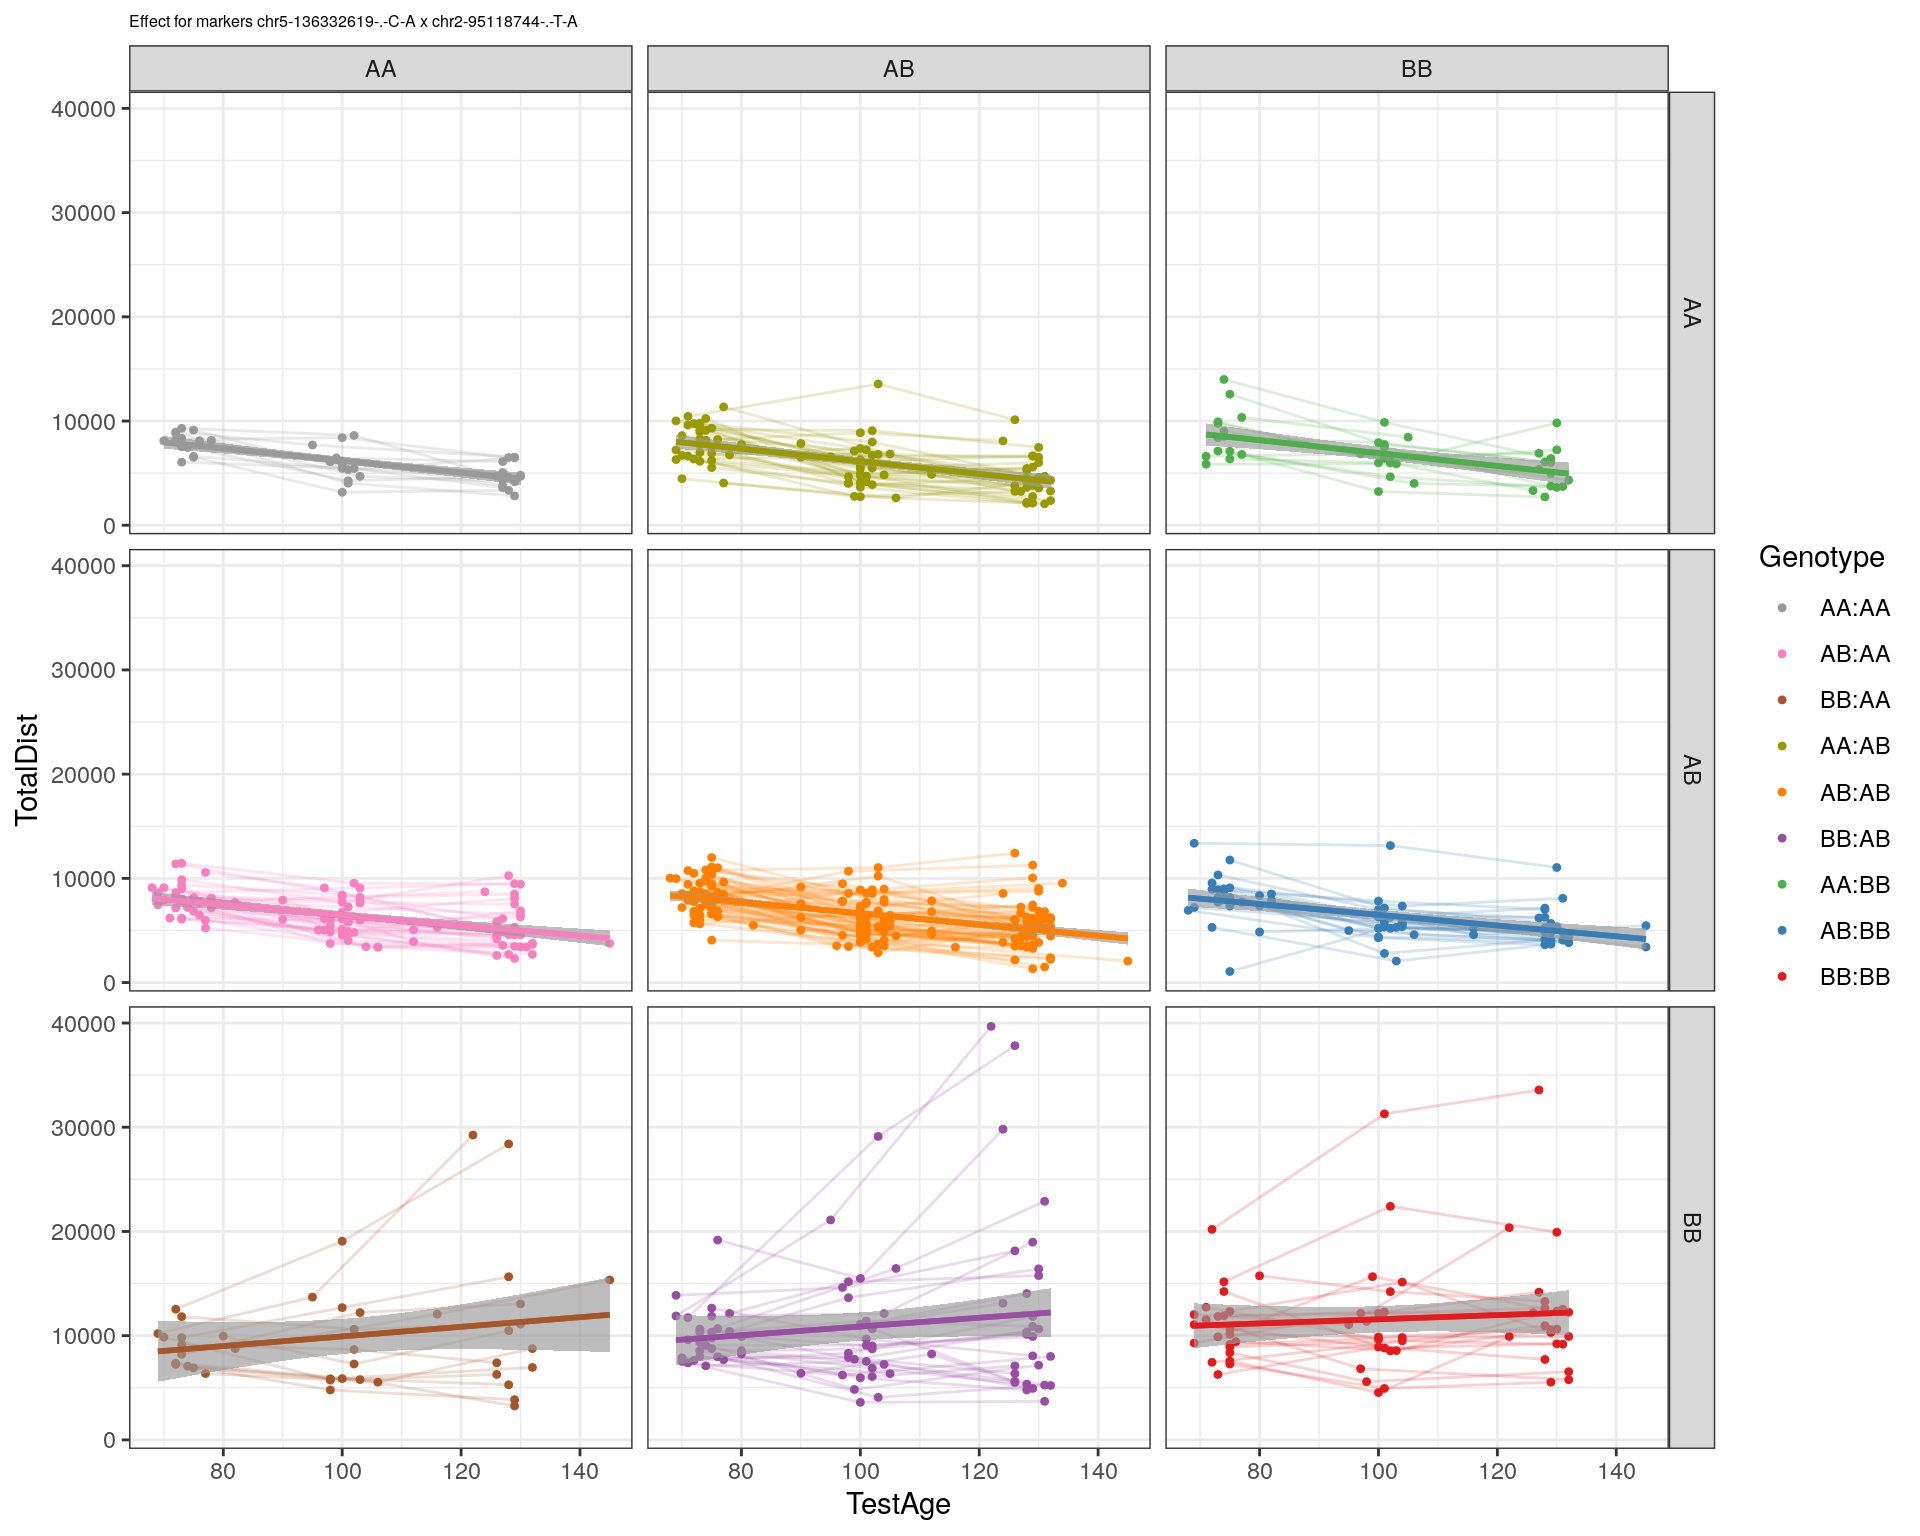 Effect for markers chr5-136332619-.-C-A x chr2-95118744-.-T-A
AA
AB
BB
40000
30000
20000
10000
0
AA
40000
30000
20000
10000
0
AB
40000
30000
20000
10000
0
BB
80
100
120
140
80
100
120
140
80
100
120
140
TestAge
TotalDist
Genotype
AA:AA
AB:AA
BB:AA
AA:AB
AB:AB
BB:AB
AA:BB
AB:BB
BB:BB